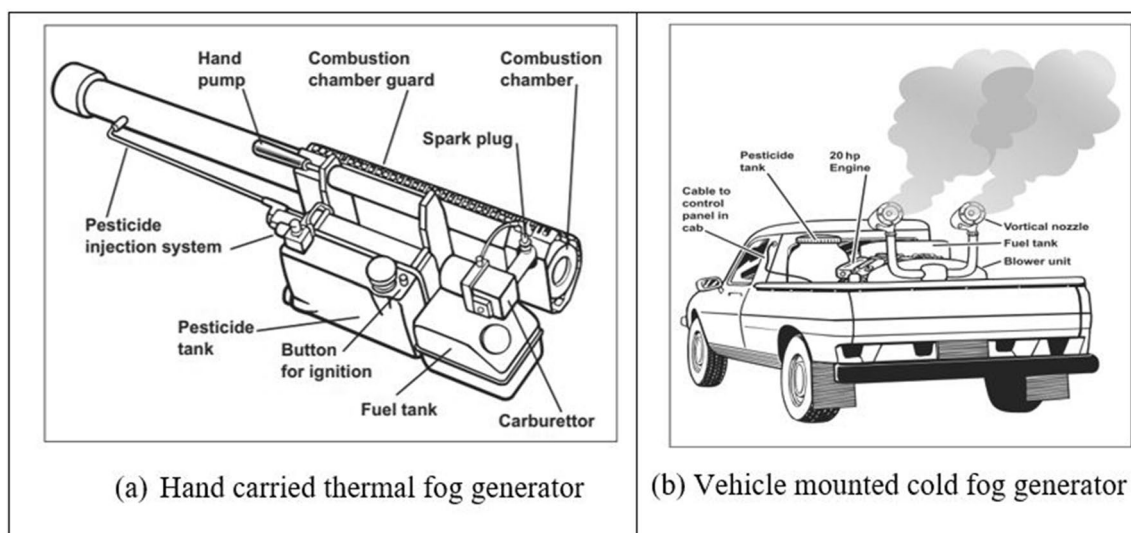 Hand
pump
Combustion
chamber guard
Combustion
chamber
Spark plug
Pesticide
injection system
Pesticide
tank
Button
for ignition
Fuel tank
Carburettor
(a) Hand carried thermal fog generator
Pesticide
tank
20 hp
Engine
Cable to
control
panel in
cab
Vortical nozzle
Fuel tank
Blower unit
(b) Vehicle mounted cold fog generator